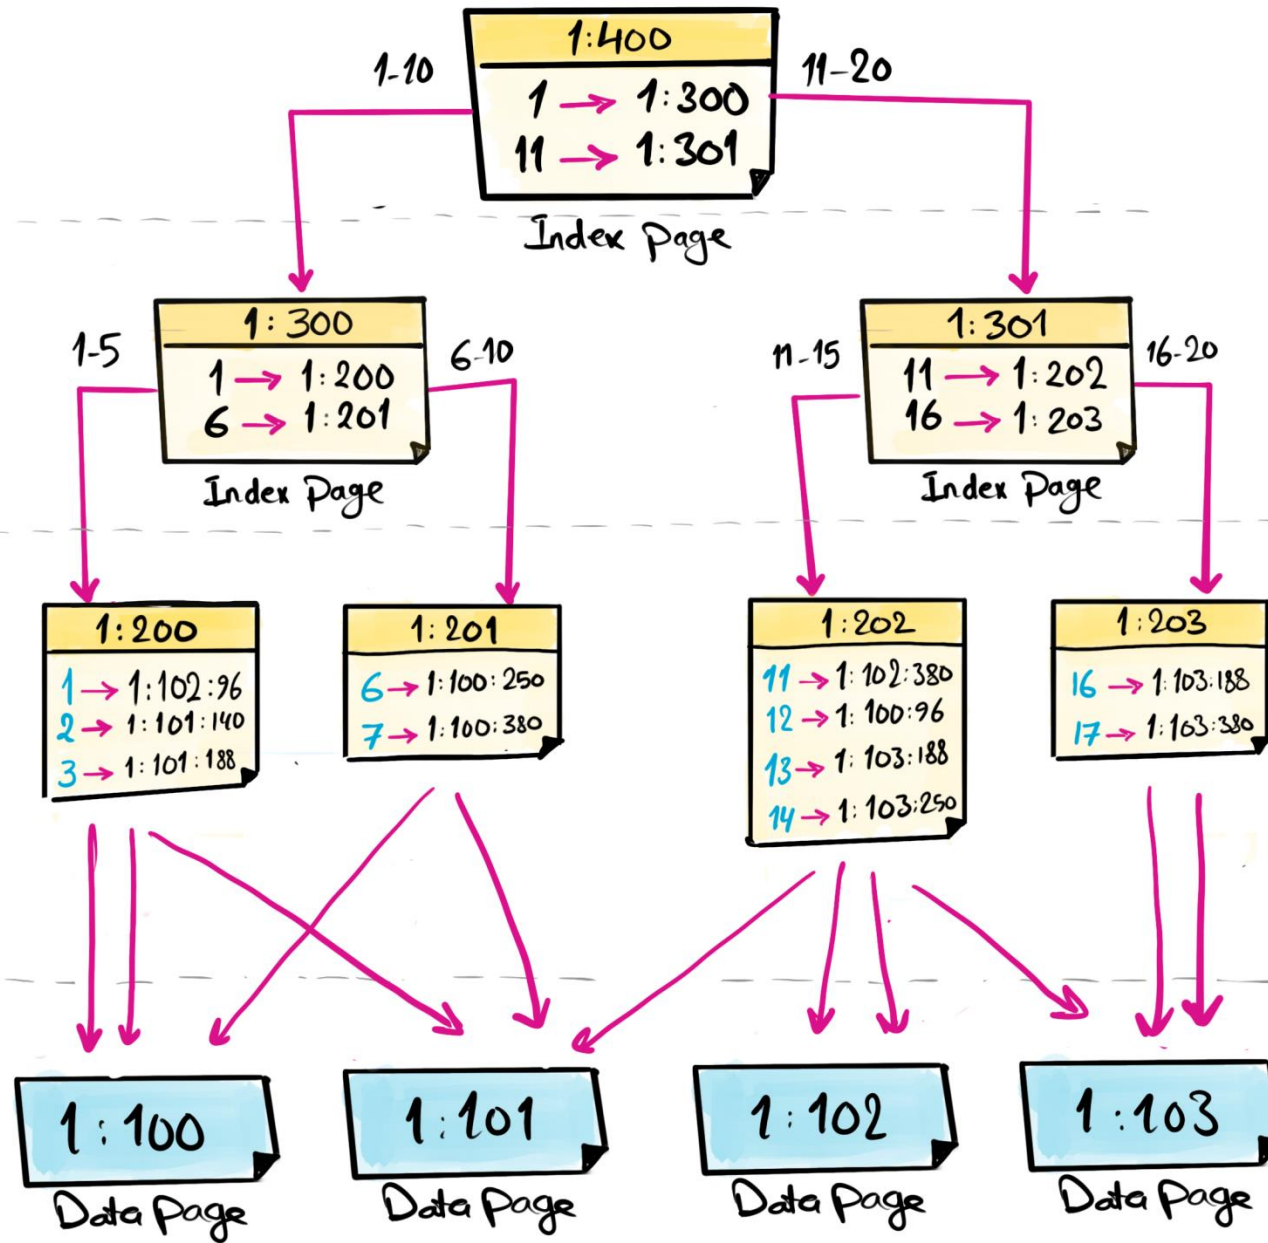 1:400
1-10
11-20
1 → 1:300
11 → 1:301
Index Page
1:300
1:301
1-5
6-10
11-15
16-20
1 → 1:200
6 → 1:201
11 → 1:202
16 → 1:203
Index Page
Index Page
1:200
1 → 1:102:96
2 → 1:101:140
3 → 1:101:188
1:201
6 → 1:100:250
7 → 1:100:380
1:202
11 → 1:102:380
12 → 1:100:96
13 → 1:103:188
14 → 1:103:250
1:203
16 → 1:103:188
17 → 1:103:380
1:100
1:101
1:102
1:103
Data Page
Data Page
Data Page
Data Page